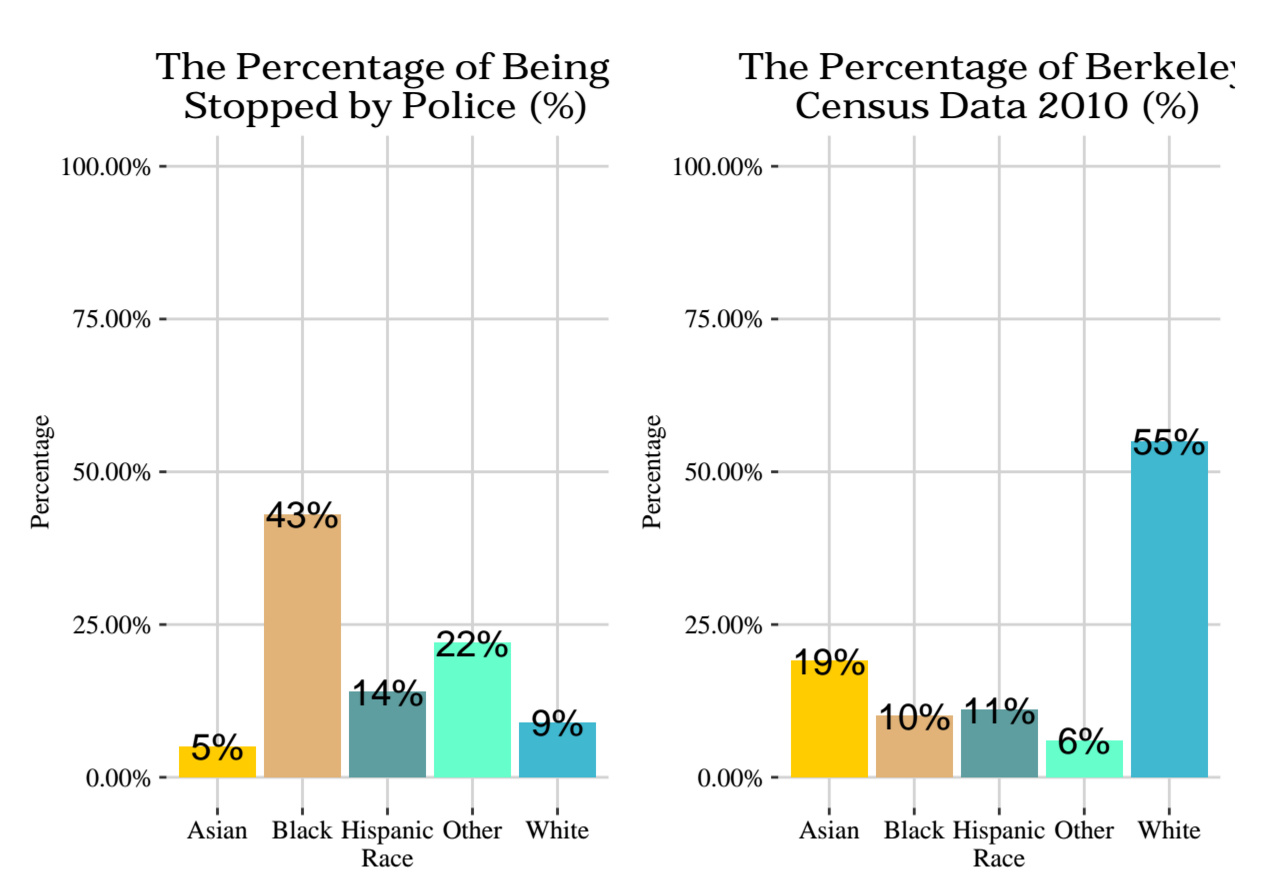 The Percentage of Being
Stopped by Police (%)
100.00%
75.00%
50.00%
25.00%
0.00%
Percentage
5%
43%
14%
22%
9%
Asian Black Hispanic Other White
Race
The Percentage of Berkeley
Census Data 2010 (%)
100.00%
75.00%
50.00%
25.00%
0.00%
Percentage
19%
10%
11%
6%
55%
Asian Black Hispanic Other White
Race